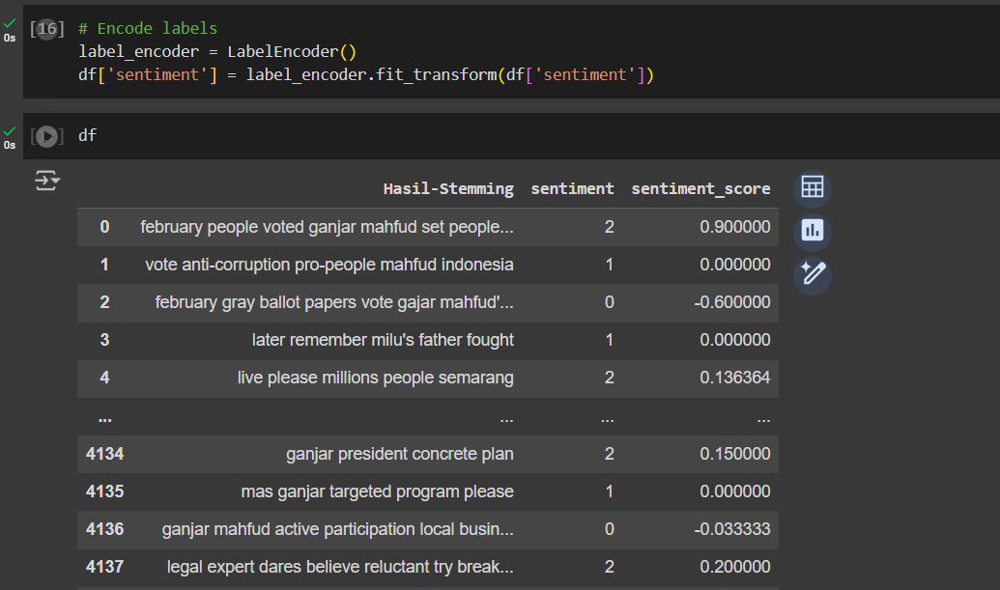 [16] # Encode labels
0s
label_encoder = LabelEncoder()
df['sentiment'] = label_encoder.fit_transform(df['sentiment'])
[ ] df
0s
Hasil-Stemming sentiment sentiment_score
0 february people voted ganjar mahfud set people... 2 0.900000
1 vote anti-corruption pro-people mahfud indonesia 1 0.000000
2 february gray ballot papers vote gajar mahfud'... 0 -0.600000
3 later remember milu's father fought 1 0.000000
4 live please millions people semarang 2 0.136364
... ... ... ...
4134 ganjar president concrete plan 2 0.150000
4135 mas ganjar targeted program please 1 0.000000
4136 ganjar mahfud active participation local busin... 0 -0.033333
4137 legal expert dares believe reluctant try break... 2 0.200000